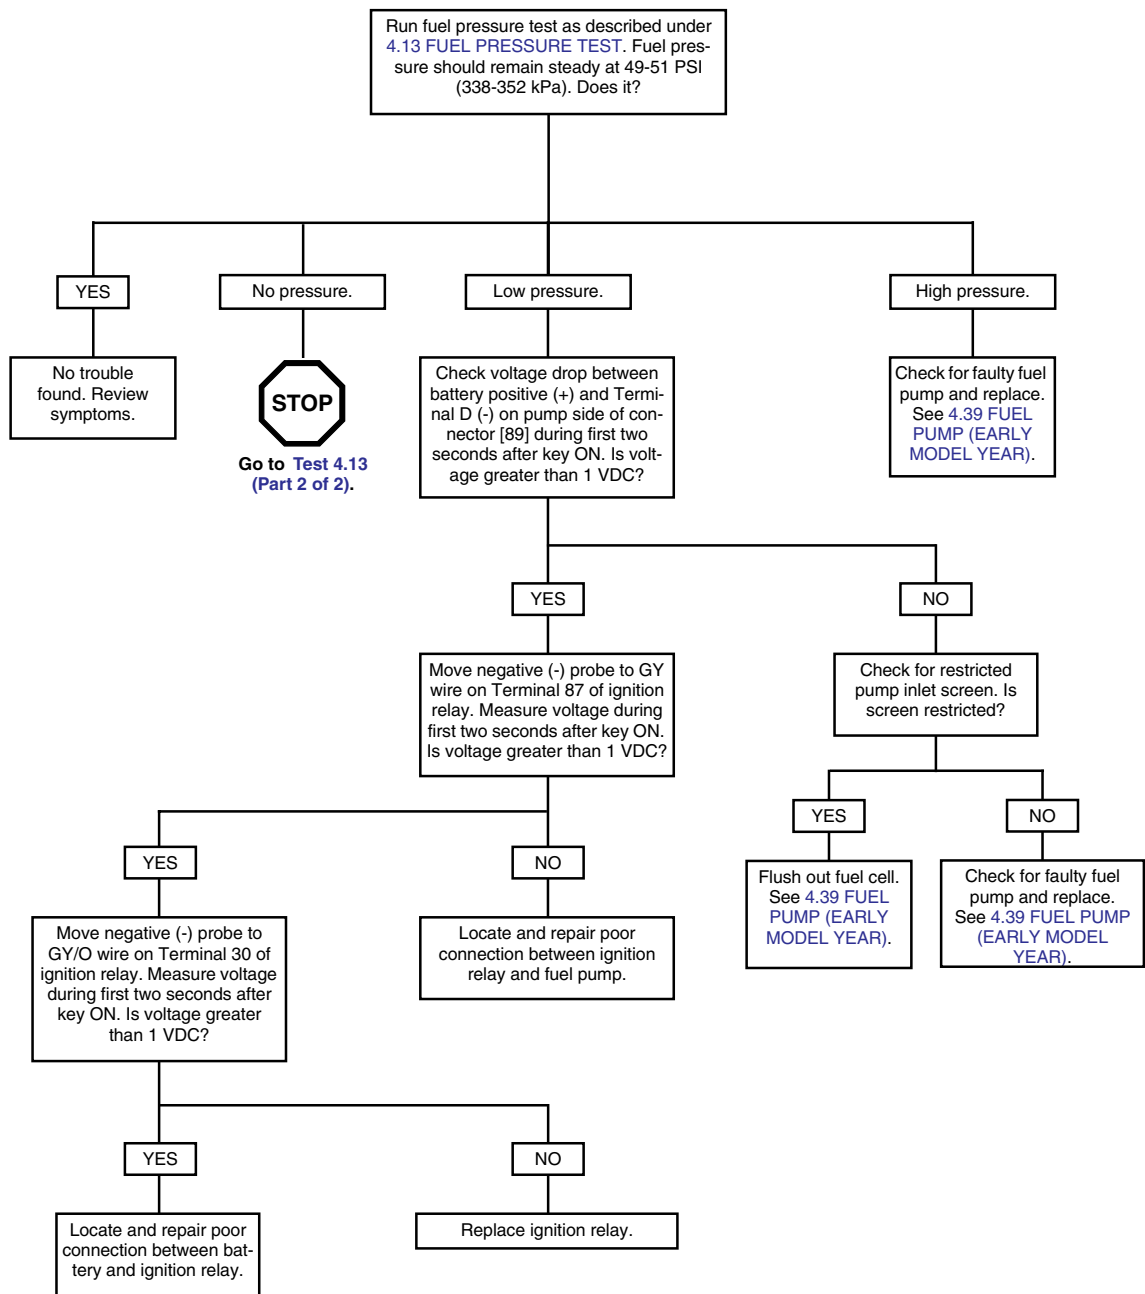 Run fuel pressure test as described under
4.13 FUEL PRESSURE TEST. Fuel pres-
sure should remain steady at 49-51 PSI
(338-352 kPa). Does it?
YES
No pressure.
Low pressure.
High pressure.
No trouble
found. Review
symptoms.
STOP
Go to Test 4.13
(Part 2 of 2).
Check voltage drop between
battery positive (+) and Termi-
nal D (-) on pump side of con-
nector [89] during first two
seconds after key ON. Is volt-
age greater than 1 VDC?
Check for faulty fuel
pump and replace.
See 4.39 FUEL
PUMP (EARLY
MODEL YEAR).
YES
NO
Move negative (-) probe to GY
wire on Terminal 87 of ignition
relay. Measure voltage during
first two seconds after key ON.
Is voltage greater than 1 VDC?
Check for restricted
pump inlet screen. Is
screen restricted?
YES
NO
YES
NO
Flush out fuel cell.
See 4.39 FUEL
PUMP (EARLY
MODEL YEAR).
Check for faulty fuel
pump and replace.
See 4.39 FUEL PUMP
(EARLY MODEL
YEAR).
Move negative (-) probe to
GY/O wire on Terminal 30 of
ignition relay. Measure voltage
during first two seconds after
key ON. Is voltage greater
than 1 VDC?
Locate and repair poor
connection between ignition
relay and fuel pump.
YES
NO
Locate and repair poor
connection between bat-
tery and ignition relay.
Replace ignition relay.